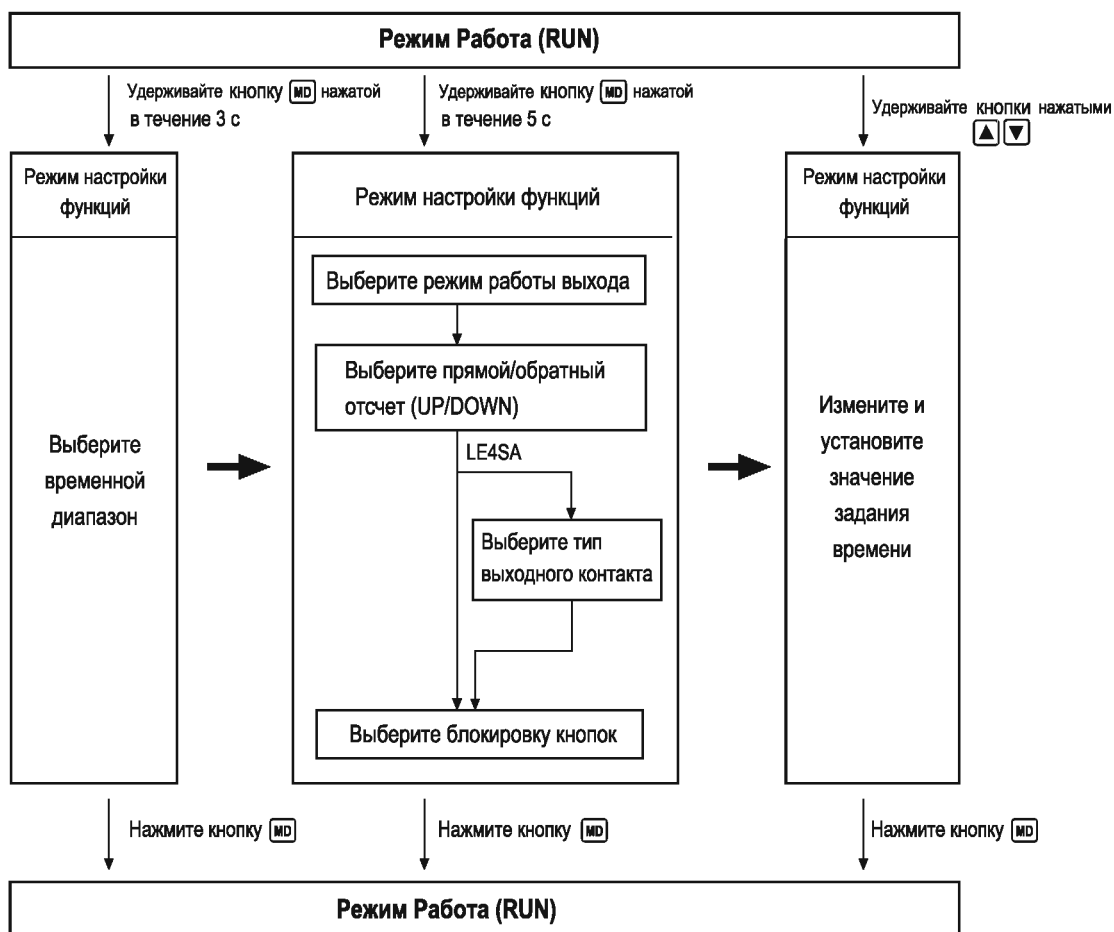 Режим Работа (RUN)
Удерживайте кнопку MD нажатой
в течение 3 с
Удерживайте кнопку MD нажатой
в течение 5 с
Удерживайте кнопки нажатыми
▲ ▼
Режим настройки
функций
Выберите
временной
диапазон
Режим настройки функций
Выберите режим работы выхода
Выберите прямой/обратный
отсчет (UP/DOWN)
LE4SA
Выберите тип
выходного контакта
Выберите блокировку кнопок
Режим настройки
функций
Измените и
установите
значение
задания
времени
Нажмите кнопку MD
Нажмите кнопку MD
Нажмите кнопку MD
Режим Работа (RUN)